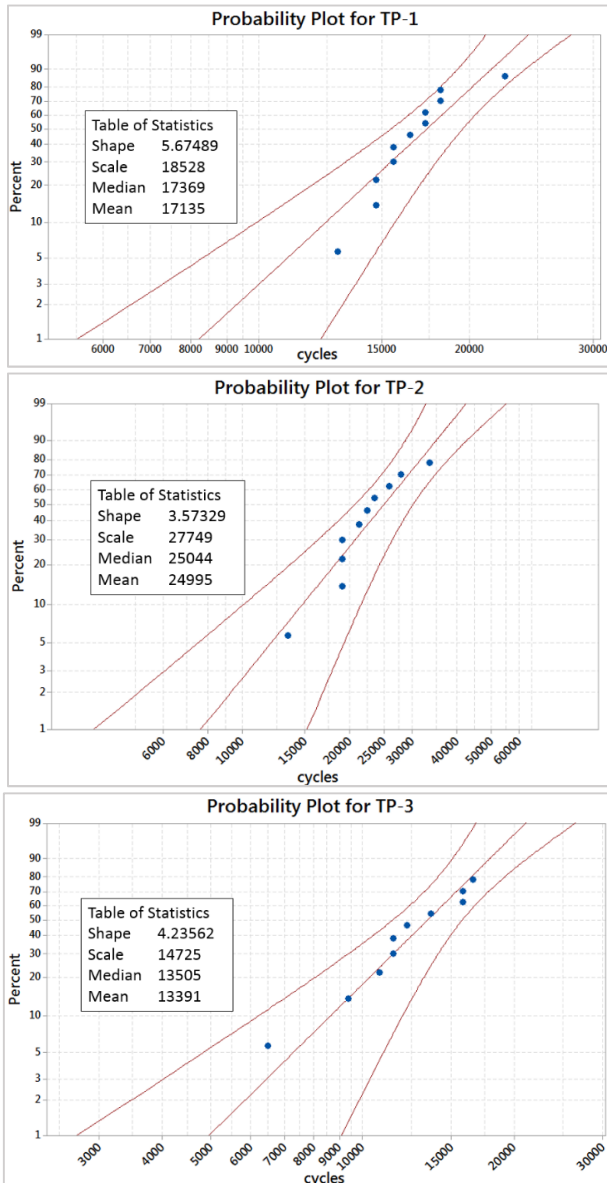 Probability Plot for TP-1
99
90
80
70
60
50
40
30
20
10
5
3
2
1
Percent
Table of Statistics
Shape 5.67489
Scale 18528
Median 17369
Mean 17135
6000 7000 8000 9000 10000 15000 20000 30000
cycles
Probability Plot for TP-2
99
90
80
70
60
50
40
30
20
10
5
3
2
1
Percent
Table of Statistics
Shape 3.57329
Scale 27749
Median 25044
Mean 24995
6000 8000 10000 15000 20000 25000 30000 40000 50000 60000
cycles
Probability Plot for TP-3
99
90
80
70
60
50
40
30
20
10
5
3
2
1
Percent
Table of Statistics
Shape 4.23562
Scale 14725
Median 13505
Mean 13391
3000 4000 5000 6000 7000 8000 9000 10000 15000 20000 30000
cycles